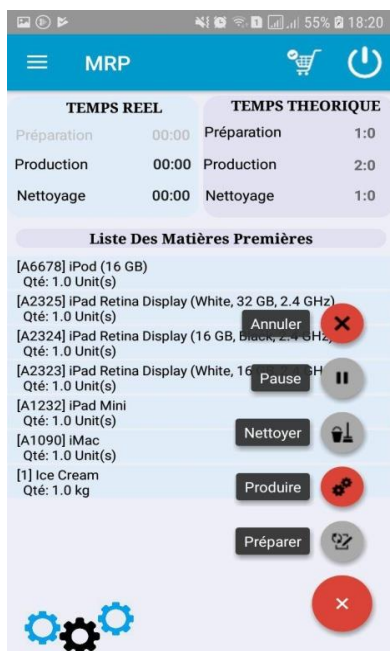 55% 18:20
MRP
TEMPS REEL
Préparation 00:00
Production 00:00
Nettoyage 00:00
TEMPS THEORIQUE
Préparation 1:0
Production 2:0
Nettoyage 1:0
Liste Des Matières Premières
[A6678] iPod (16 GB)
Qté: 1.0 Unit(s)
[A2325] iPad Retina Display (White, 32 GB, 2.4 GHz)
Qté: 1.0 Unit(s)
[A2324] iPad Retina Display (16 GB, Black, 2.4 GHz)
Qté: 1.0 Unit(s)
[A2323] iPad Retina Display (White, 16
Qté: 1.0 Unit(s)
[A1232] iPad Mini
Qté: 1.0 Unit(s)
[A1090] iMac
Qté: 1.0 Unit(s)
[1] Ice Cream
Qté: 1.0 kg
Annuler
Pause
Nettoyer
Produire
Préparer